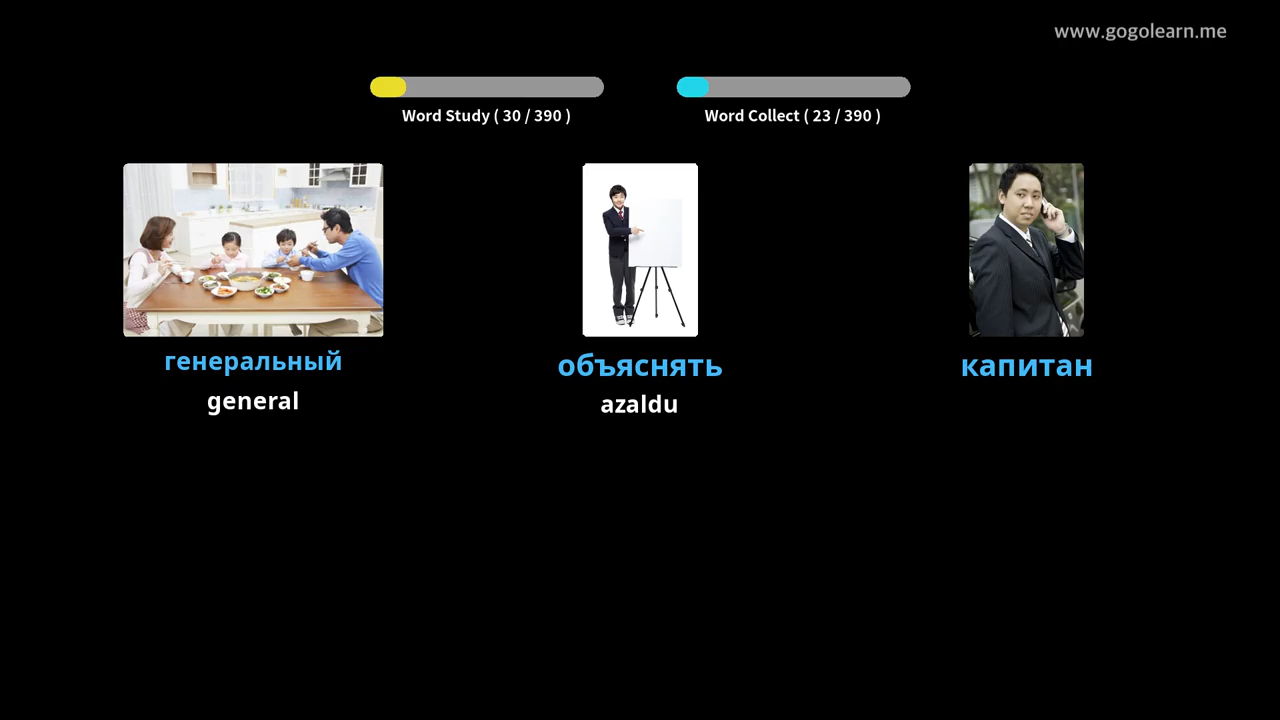 www.gogolearn.me
Word Study ( 30 / 390 )
Word Collect ( 23 / 390 )
генеральный
general
объяснять
azaldu
капитан